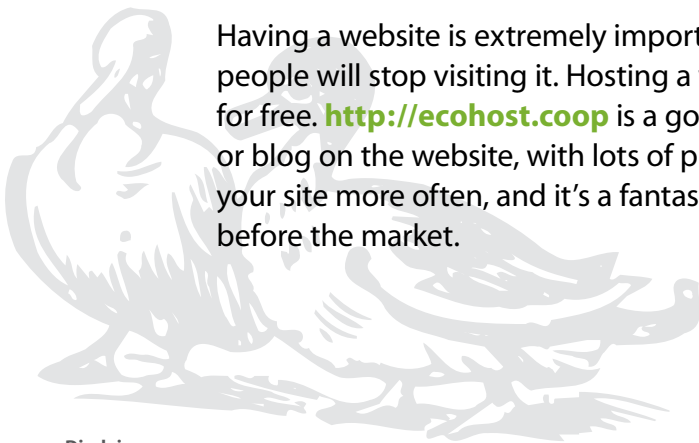 Having a website is extremely import
people will stop visiting it. Hosting a
for free. http://ecohost.coop is a go
or blog on the website, with lots of p
your site more often, and it's a fantas
before the market.